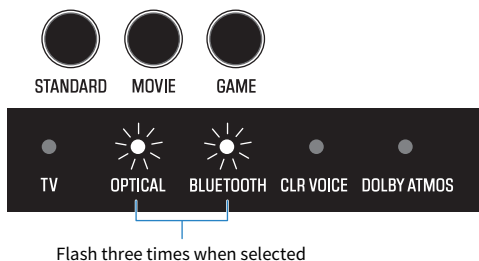 STANDARD MOVIE GAME
TV OPTICAL BLUETOOTH CLR VOICE DOLBY ATMOS
Flash three times when selected